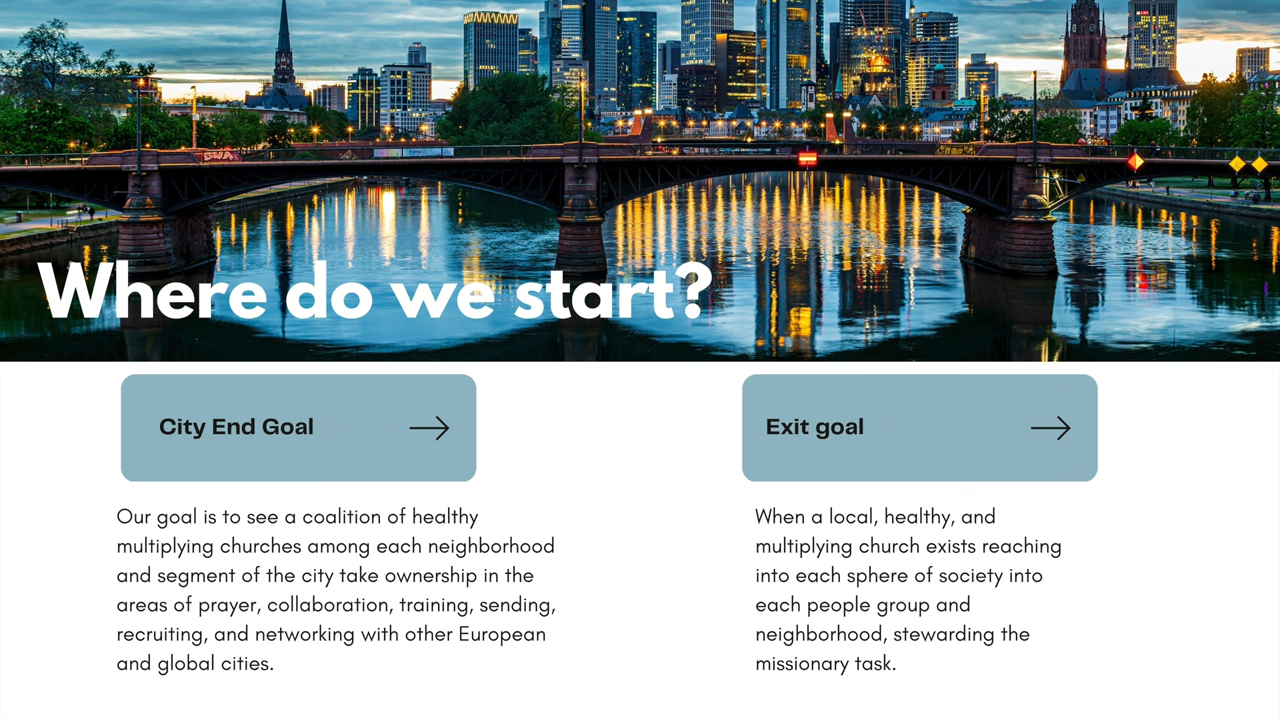 Where do we start?
City End Goal
Our goal is to see a coalition of healthy
multiplying churches among each neighborhood
and segment of the city take ownership in the
areas of prayer, collaboration, training, sending,
recruiting, and networking with other European
and global cities.
Exit goal
When a local, healthy, and
multiplying church exists reaching
into each sphere of society into
each people group and
neighborhood, stewarding the
missionary task.